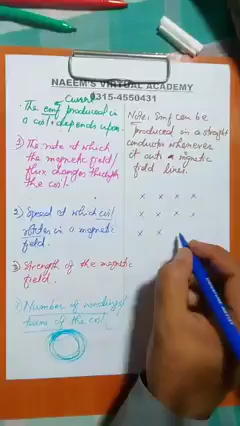 NAEEM'S VIRTUAL ACADEMY
0315-4550431
Current
• The emf produced in
a coil depends upon.
1) The rate at which
the magnetic field/
flux changes through
the coil.
2) Speed at which coil
rotates in a magnetic
field.
3) Strength of the magnetic
field.
4) Number of windings/
turns of the coil
Note: Emf can be
produced in a straight
conductor whenever
it cuts a magnetic
field lines.
x x x x
x x x x
x x